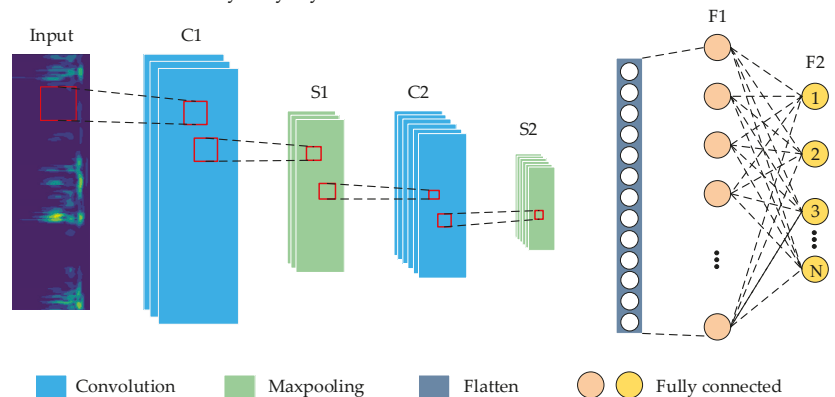 Input
C1
S1
C2
S2
F1
F2
1
2
3
N
Convolution
Maxpooling
Flatten
Fully connected